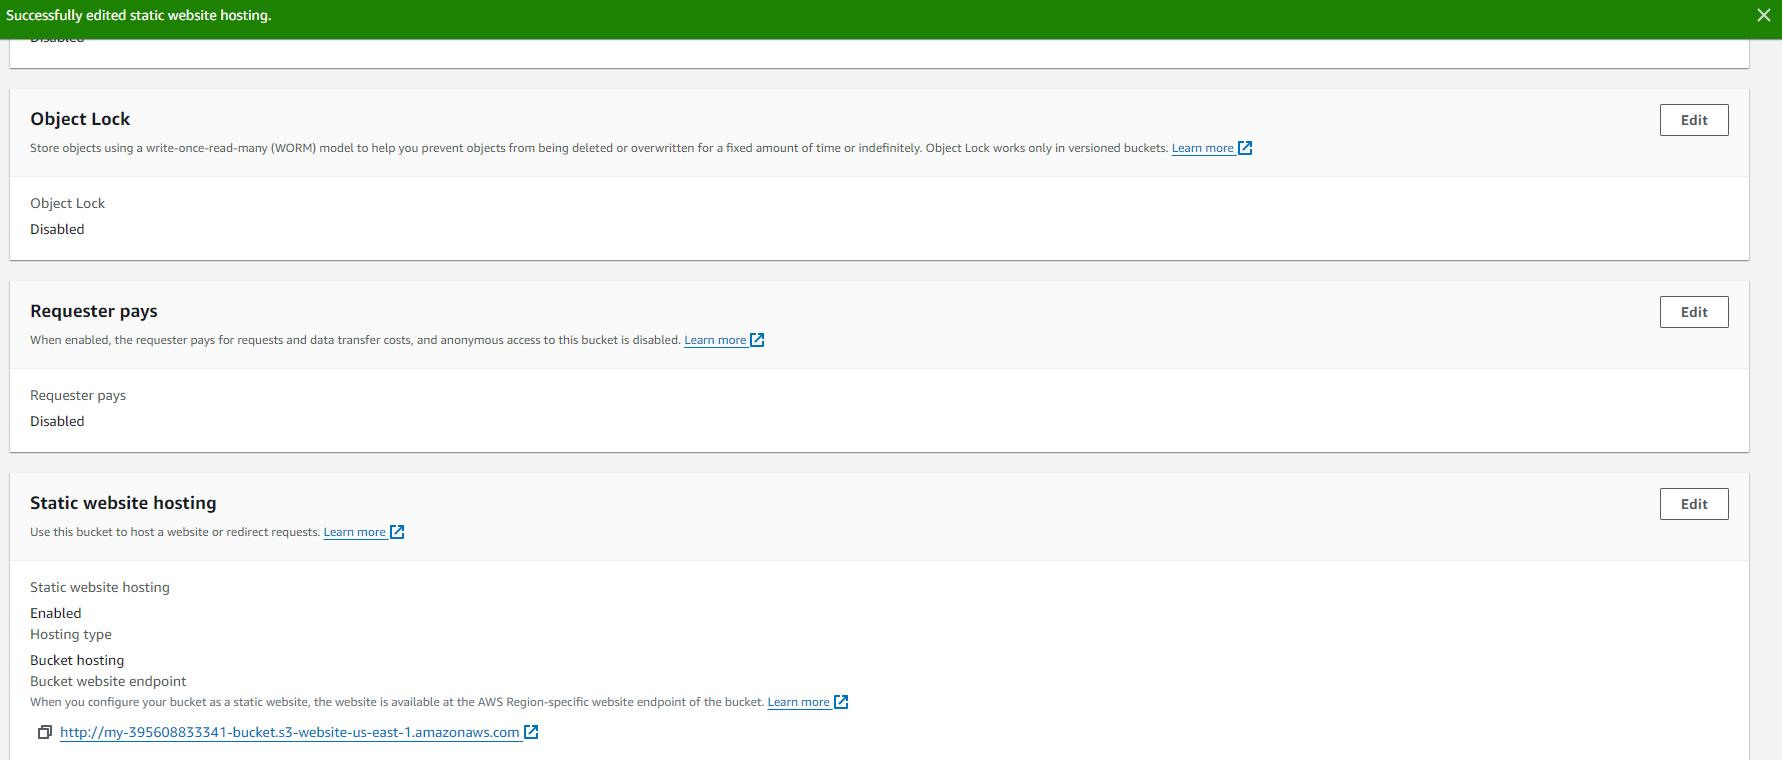 Successfully edited static website hosting.
Disabled
Object Lock
Edit
Store objects using a write-once-read-many (WORM) model to help you prevent objects from being deleted or overwritten for a fixed amount of time or indefinitely. Object Lock works only in versioned buckets. Learn more
Object Lock
Disabled
Requester pays
Edit
When enabled, the requester pays for requests and data transfer costs, and anonymous access to this bucket is disabled. Learn more
Requester pays
Disabled
Static website hosting
Edit
Use this bucket to host a website or redirect requests. Learn more
Static website hosting
Enabled
Hosting type
Bucket hosting
Bucket website endpoint
When you configure your bucket as a static website, the website is available at the AWS Region-specific website endpoint of the bucket. Learn more
http://my-395608833341-bucket.s3-website-us-east-1.amazonaws.com